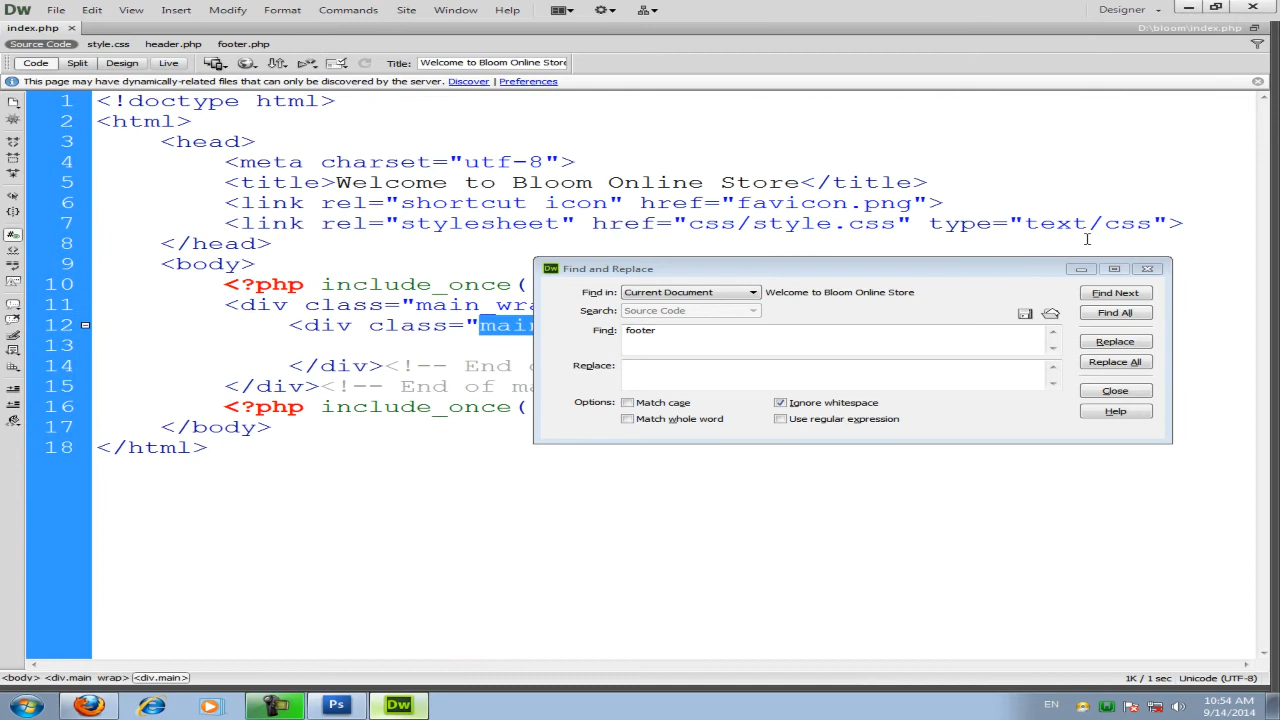 Dw File Edit View Insert Modify Format Commands Site Window Help Designer
index.php D:\bloom\index.php
Source Code style.css header.php footer.php
Code Split Design Live Title: Welcome to Bloom Online Store
This page may have dynamically-related files that can only be discovered by the server. Discover Preferences
1 <!doctype html>
2 <html>
3 <head>
4 <meta charset="utf-8">
5 <title>Welcome to Bloom Online Store</title>
6 <link rel="shortcut icon" href="favicon.png">
7 <link rel="stylesheet" href="css/style.css" type="text/css">
8 </head>
9 <body>
10 <?php include_once(
11 <div class="main_wra
12 <div class="main
13
14 </div><!-- End o
15 </div><!-- End of ma
16 <?php include_once(
17 </body>
18 </html>
Dw Find and Replace
Find in: Current Document Welcome to Bloom Online Store
Search: Source Code
Find: footer
Replace:
Options: Match case Ignore whitespace
Match whole word Use regular expression
Find Next
Find All
Replace
Replace All
Close
Help
<body> <div.main_wrap> <div.main> 1K / 1 sec Unicode (UTF-8)
Ps Dw EN 10:54 AM
9/14/2014